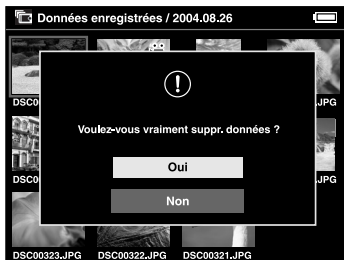 Données enregistrées / 2004.08.26
DSC00
.JPG
Voulez-vous vraiment suppr. données ?
Oui
DSC0
.JPG
Non
DSC00323.JPG DSC00322.JPG DSC00321.JPG